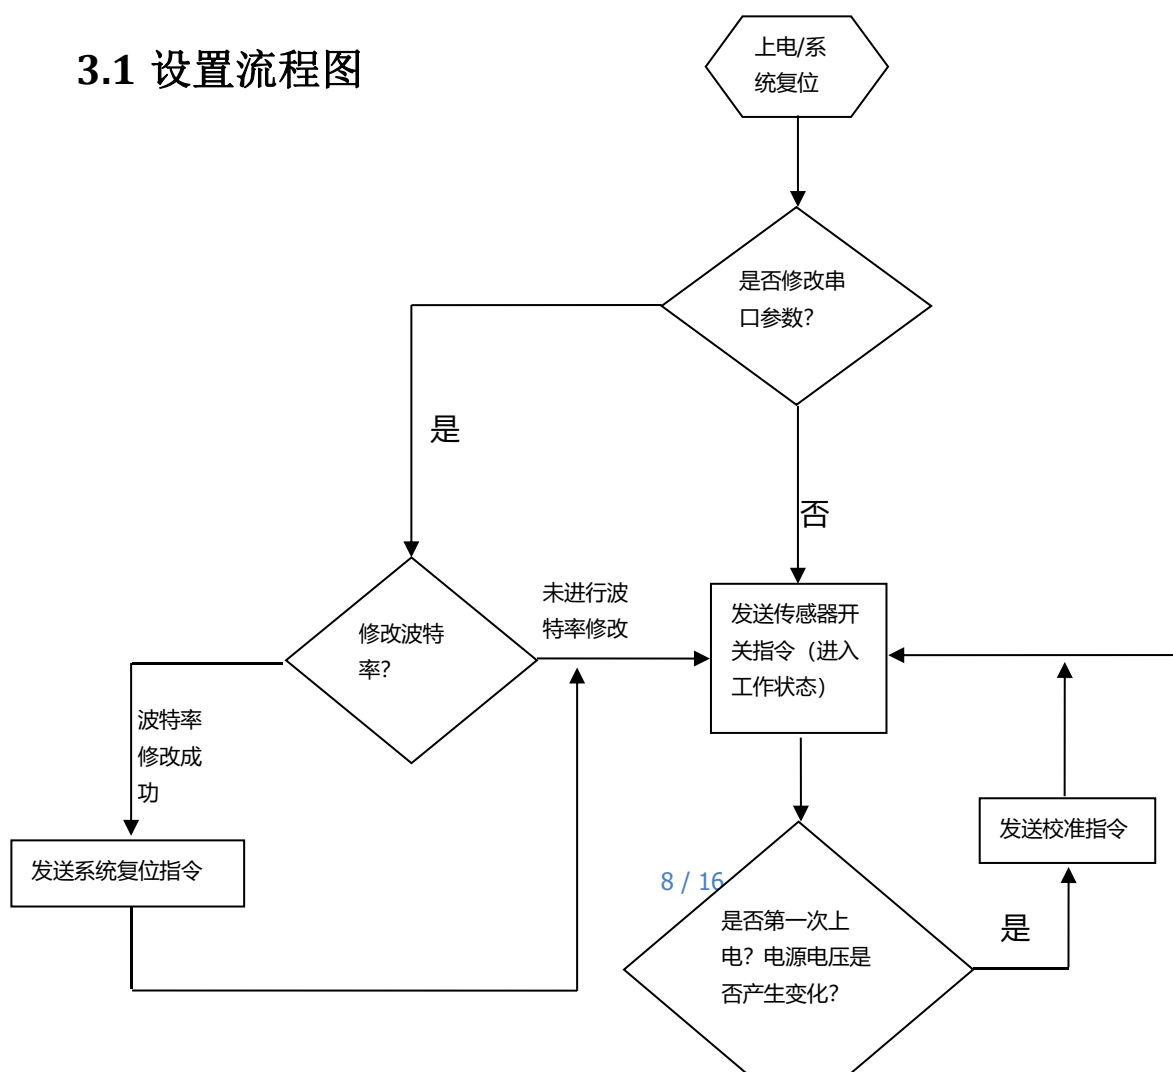 3.1 设置流程图
上电/系
统复位
是否修改串
口参数？
是
否
未进行波
特率修改
修改波特
率？
发送传感器开
关指令（进入
工作状态）
波特率
修改成
功
发送校准指令
发送系统复位指令
8 / 16
是否第一次上
电？电源电压是
否产生变化？
是